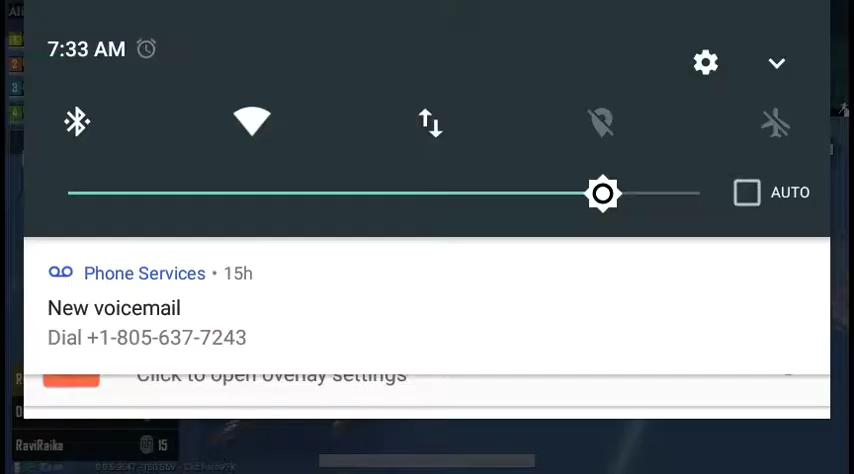 7:33 AM
AUTO
Phone Services • 15h
New voicemail
Dial +1-805-637-7243
Click to open overlay settings
RaviRaika 15